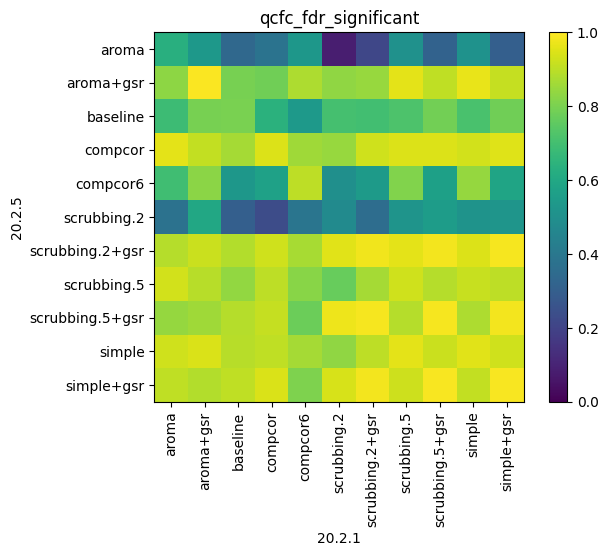 qcfc_fdr_significant
aroma
aroma+gsr
baseline
compcor
compcor6
scrubbing.2
scrubbing.2+gsr
scrubbing.5
scrubbing.5+gsr
simple
simple+gsr
20.2.5
aroma
aroma+gsr
baseline
compcor
compcor6
scrubbing.2
scrubbing.2+gsr
scrubbing.5
scrubbing.5+gsr
simple
simple+gsr
20.2.1
1.0
0.8
0.6
0.4
0.2
0.0